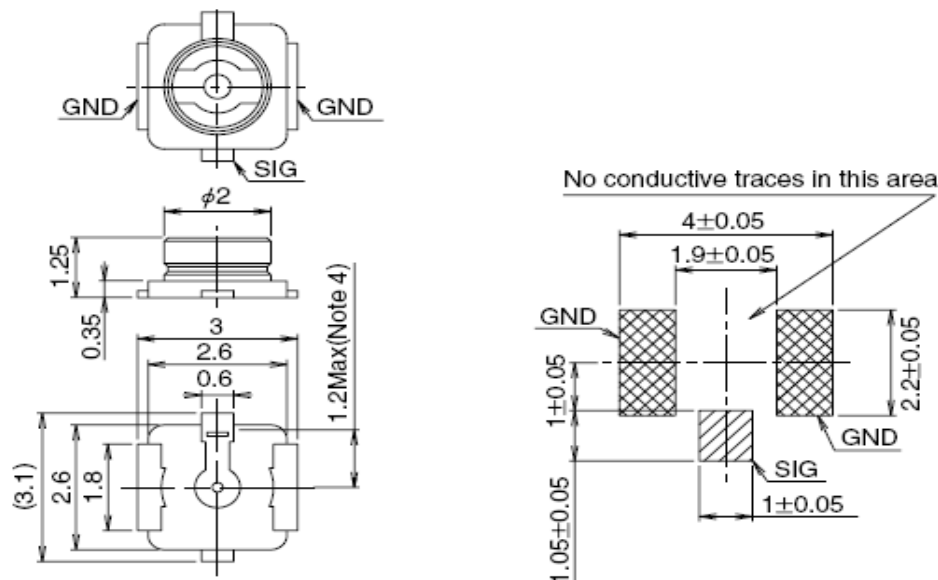 GND
GND
SIG
ϕ2
1.25
0.35
3
2.6
0.6
1.2Max(Note 4)
(3.1)
2.6
1.8
No conductive traces in this area
4±0.05
1.9±0.05
GND
1±0.05
2.2±0.05
GND
SIG
1.05±0.05
1±0.05